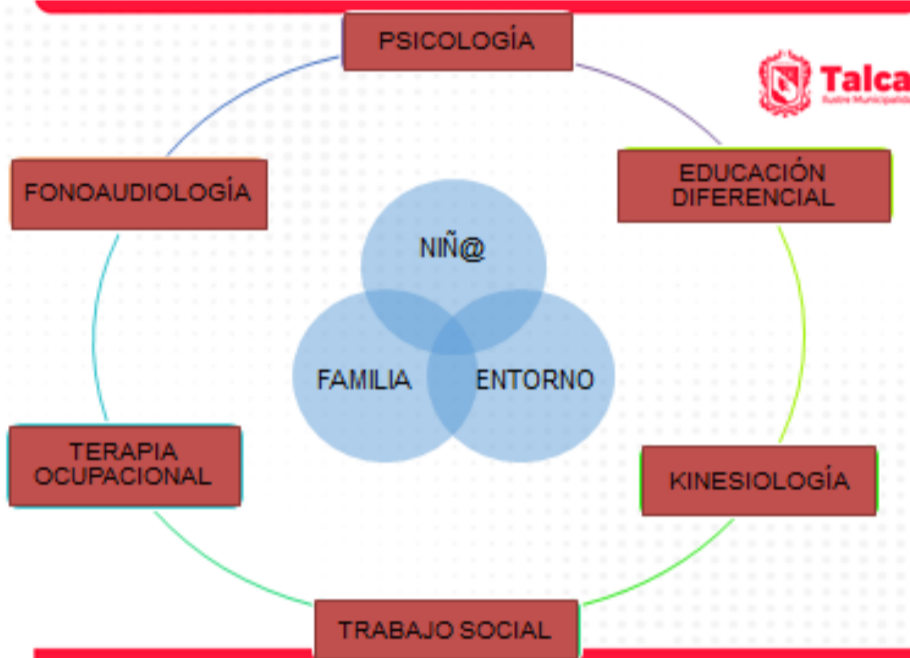 PSICOLOGÍA
Talca
EDUCACIÓN
DIFERENCIAL
FONOAUDIOLOGÍA
NIÑ@
FAMILIA
ENTORNO
TERAPIA
OCUPACIONAL
KINESIOLOGÍA
TRABAJO SOCIAL